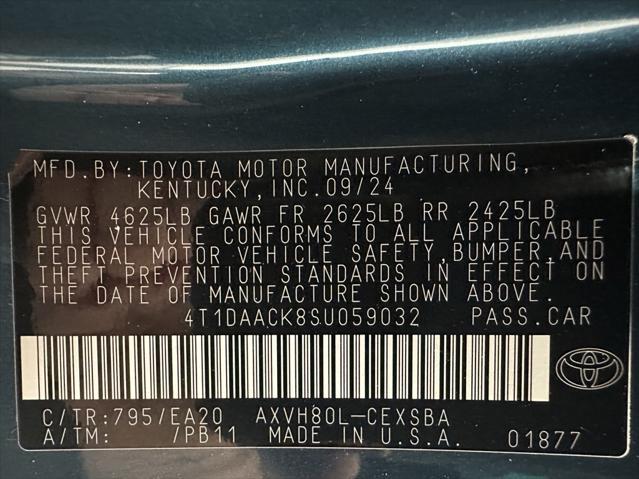 MFD.BY:TOYOTA MOTOR MANUFACTURING,
KENTUCKY,INC.09/24
GVWR 4625LB GAWR FR 2625LB RR 2425LB
THIS VEHICLE CONFORMS TO ALL APPLICABLE
FEDERAL MOTOR VEHICLE SAFETY,BUMPER,AND
THEFT PREVENTION STANDARDS IN EFFECT ON
THE DATE OF MANUFACTURE SHOWN ABOVE.
4T1DAACK8SU059032 PASS.CAR
C/TR:795/EA20 AXVH80L-CEXSBA
A/TM: /PB11 MADE IN U.S.A. 01877